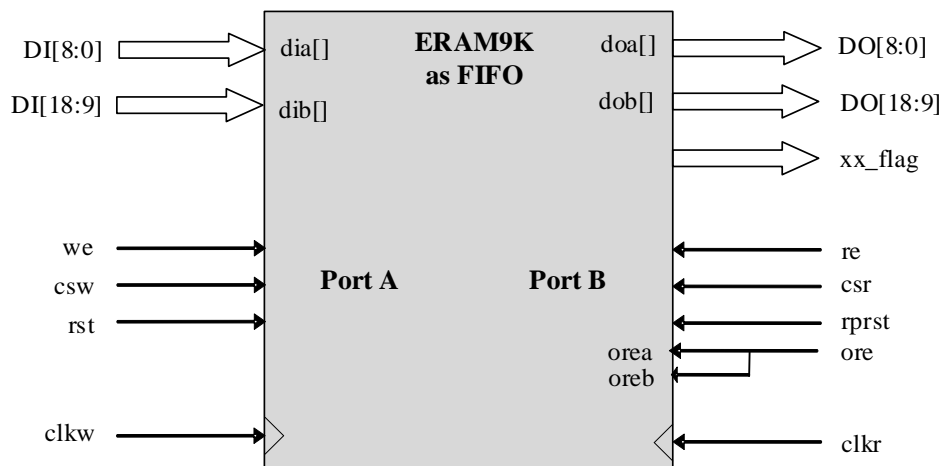 DI[8:0]
dia[]
ERAM9K
as FIFO
doa[]
DO[8:0]
DI[18:9]
dib[]
dob[]
DO[18:9]
xx_flag
we
re
csw
Port A
Port B
csr
rst
rprst
orea
ore
oreb
clkw
clkr